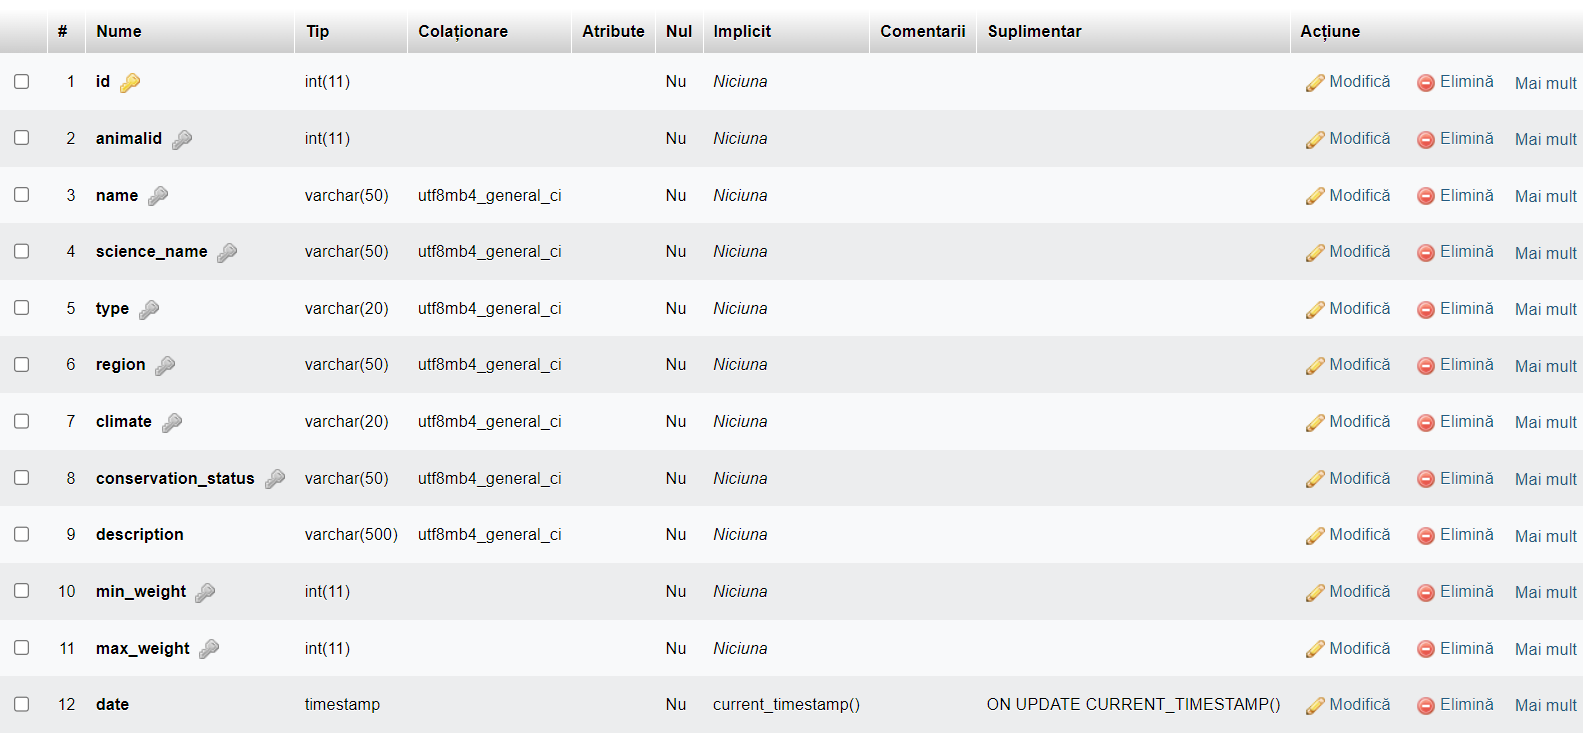 # Nume Tip Colaționare Atribute Nul Implicit Comentarii Suplimentar Acțiune
1 id int(11) Nu Niciuna Modifică Elimină Mai mult
2 animalid int(11) Nu Niciuna Modifică Elimină Mai mult
3 name varchar(50) utf8mb4_general_ci Nu Niciuna Modifică Elimină Mai mult
4 science_name varchar(50) utf8mb4_general_ci Nu Niciuna Modifică Elimină Mai mult
5 type varchar(20) utf8mb4_general_ci Nu Niciuna Modifică Elimină Mai mult
6 region varchar(50) utf8mb4_general_ci Nu Niciuna Modifică Elimină Mai mult
7 climate varchar(20) utf8mb4_general_ci Nu Niciuna Modifică Elimină Mai mult
8 conservation_status varchar(50) utf8mb4_general_ci Nu Niciuna Modifică Elimină Mai mult
9 description varchar(500) utf8mb4_general_ci Nu Niciuna Modifică Elimină Mai mult
10 min_weight int(11) Nu Niciuna Modifică Elimină Mai mult
11 max_weight int(11) Nu Niciuna Modifică Elimină Mai mult
12 date timestamp Nu current_timestamp() ON UPDATE CURRENT_TIMESTAMP() Modifică Elimină Mai mult